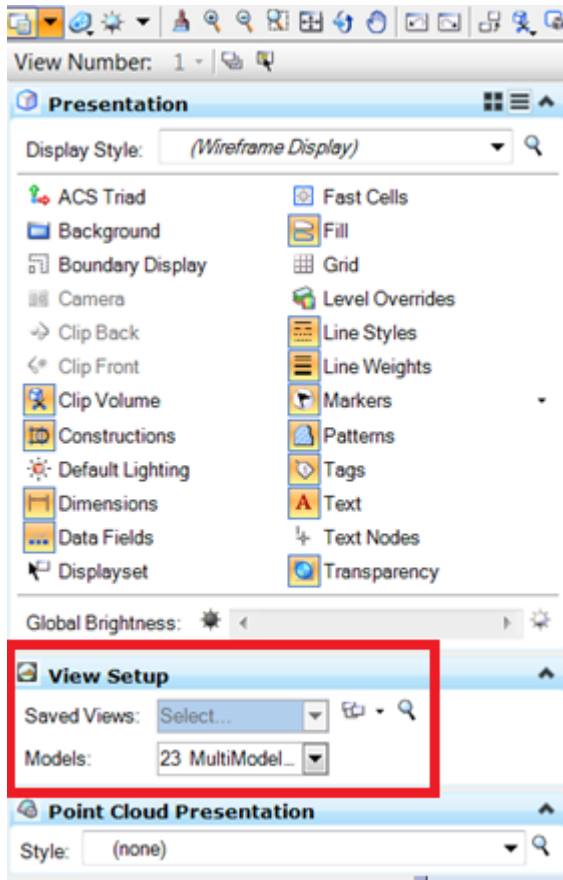 View Number: 1
Presentation
Display Style: (Wireframe Display)
ACS Triad Fast Cells
Background Fill
Boundary Display Grid
Camera Level Overrides
Clip Back Line Styles
Clip Front Line Weights
Clip Volume Markers
Constructions Patterns
Default Lighting Tags
Dimensions A Text
Data Fields Text Nodes
Displayset Transparency
Global Brightness:
View Setup
Saved Views: Select...
Models: 23 MultiModel...
Point Cloud Presentation
Style: (none)